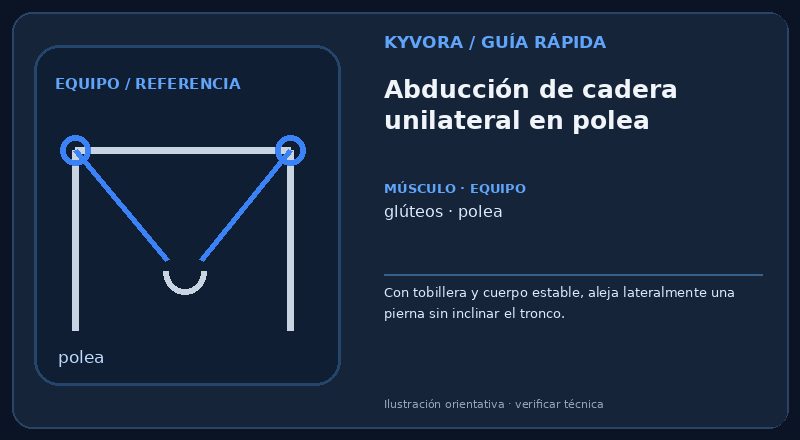 EQUIPO / REFERENCIA
polea
KYVORA / GUÍA RÁPIDA
Abducción de cadera
unilateral en polea
MÚSCULO · EQUIPO
glúteos · polea
Con tobillera y cuerpo estable, aleja lateralmente una
pierna sin inclinar el tronco.
Ilustración orientativa · verificar técnica